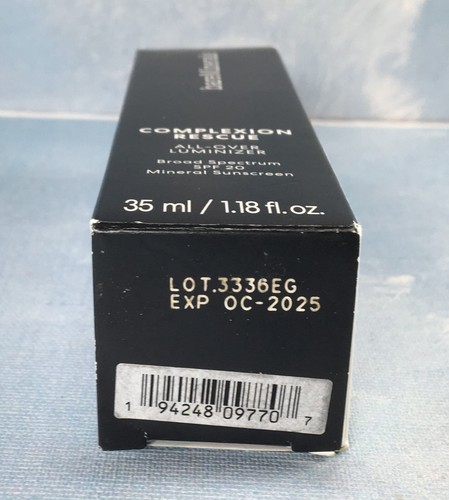 bareMinerals
COMPLEXION
RESCUE
ALL-OVER
LUMINIZER
Broad Spectrum
SPF 20
Mineral Sunscreen
35 ml / 1.18 fl.oz.
LOT.3336EG
EXP OC-2025
1 94248 09770 7